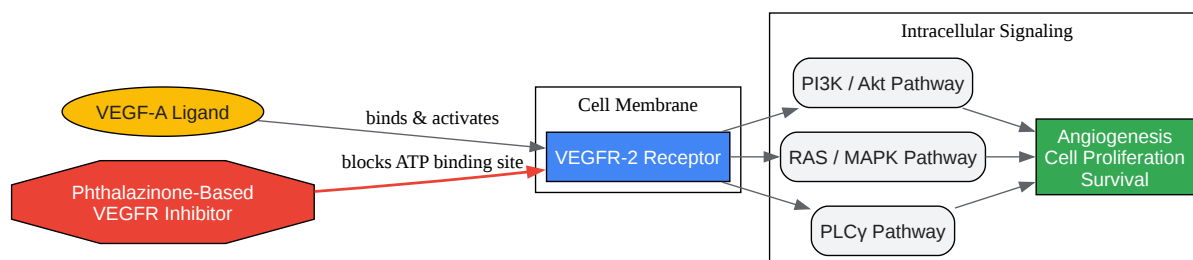 Intracellular Signaling
PI3K / Akt Pathway
VEGF-A Ligand
Cell Membrane
binds & activates
Angiogenesis
Cell Proliferation
Survival
VEGFR-2 Receptor
RAS / MAPK Pathway
blocks ATP binding site
Phthalazinone-Based
VEGFR Inhibitor
PLCγ Pathway